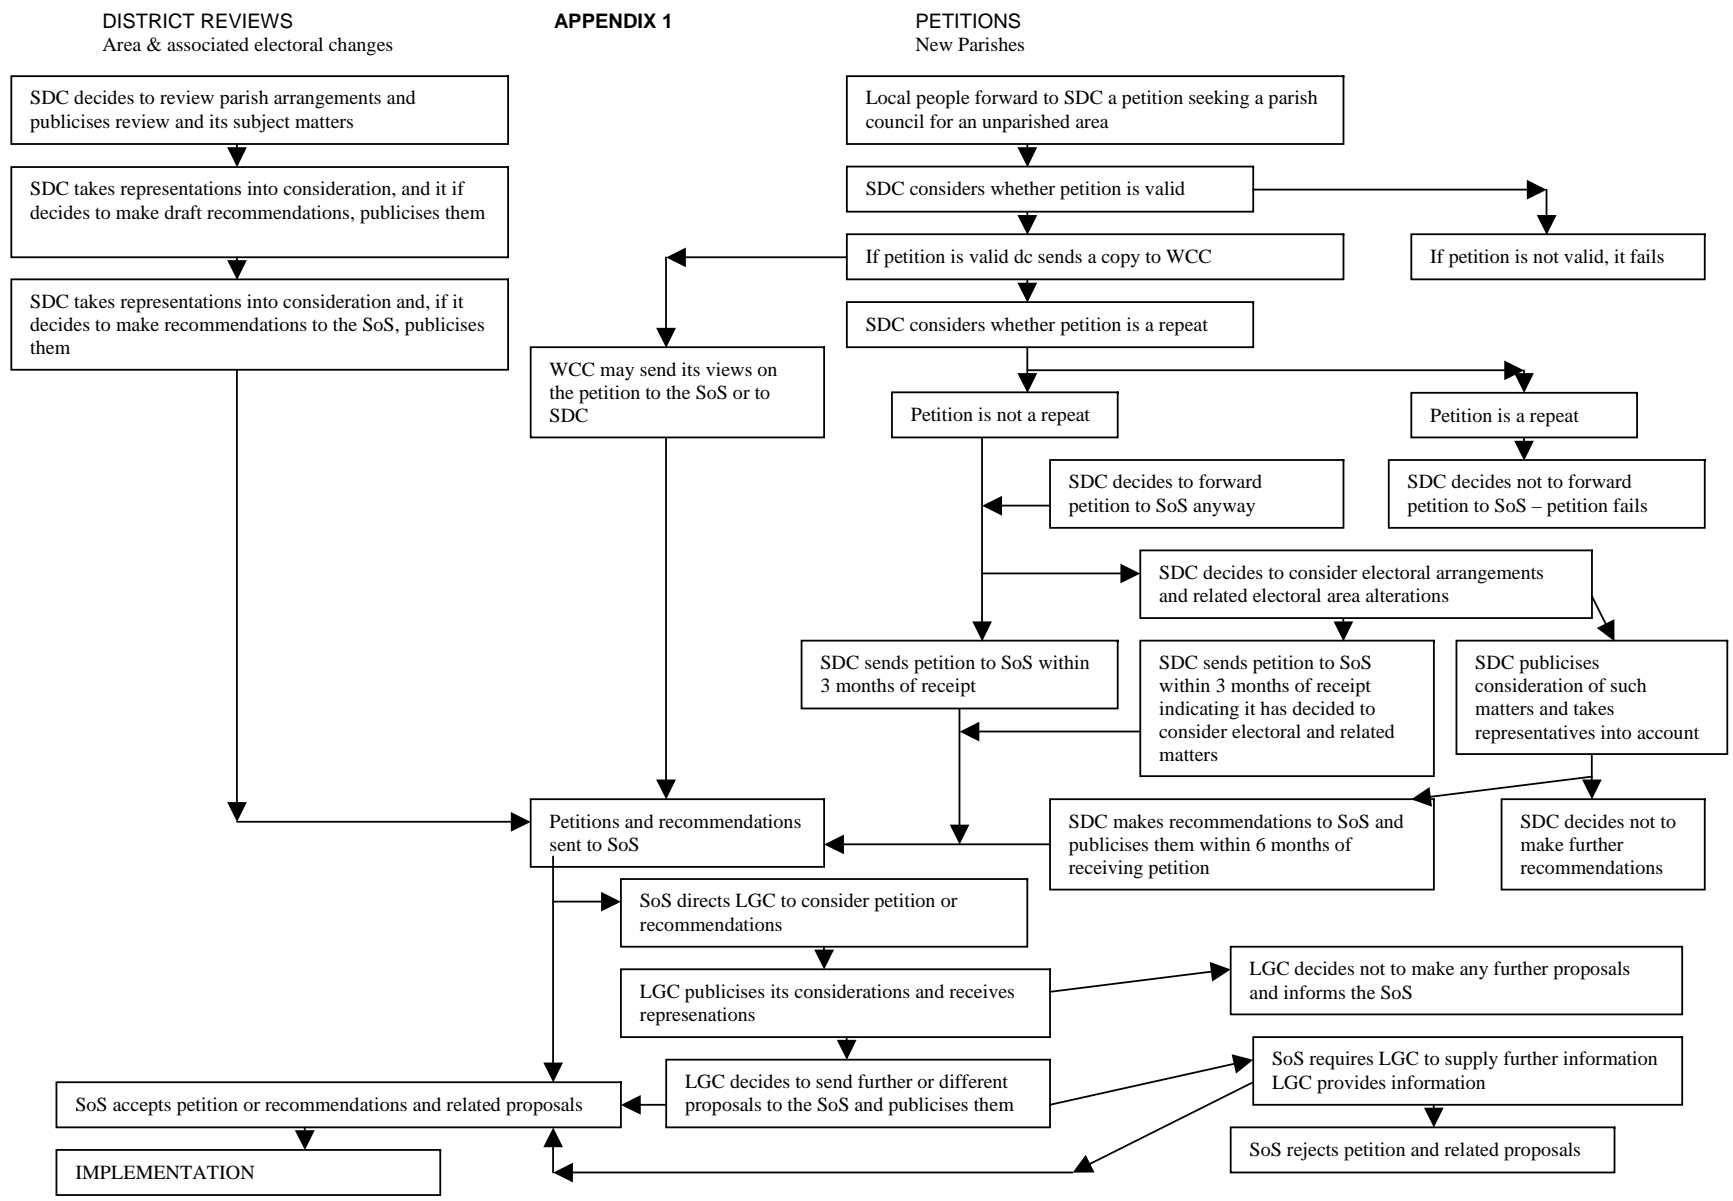 DISTRICT REVIEWS
Area & associated electoral changes
APPENDIX 1
PETITIONS
New Parishes
SDC decides to review parish arrangements and
publicises review and its subject matters
SDC takes representations into consideration, and it if
decides to make draft recommendations, publicises them
SDC takes representations into consideration and, if it
decides to make recommendations to the SoS, publicises
them
Local people forward to SDC a petition seeking a parish
council for an unparished area
SDC considers whether petition is valid
If petition is valid dc sends a copy to WCC
If petition is not valid, it fails
SDC considers whether petition is a repeat
WCC may send its views on
the petition to the SoS or to
SDC
Petition is not a repeat
Petition is a repeat
SDC decides to forward
petition to SoS anyway
SDC decides not to forward
petition to SoS – petition fails
SDC decides to consider electoral arrangements
and related electoral area alterations
SDC sends petition to SoS within
3 months of receipt
SDC sends petition to SoS
within 3 months of receipt
indicating it has decided to
consider electoral and related
matters
SDC publicises
consideration of such
matters and takes
representatives into account
Petitions and recommendations
sent to SoS
SDC makes recommendations to SoS and
publicises them within 6 months of
receiving petition
SDC decides not to
make further
recommendations
SoS directs LGC to consider petition or
recommendations
LGC publicises its considerations and receives
represenations
LGC decides not to make any further proposals
and informs the SoS
LGC decides to send further or different
proposals to the SoS and publicises them
SoS requires LGC to supply further information
LGC provides information
SoS accepts petition or recommendations and related proposals
SoS rejects petition and related proposals
IMPLEMENTATION